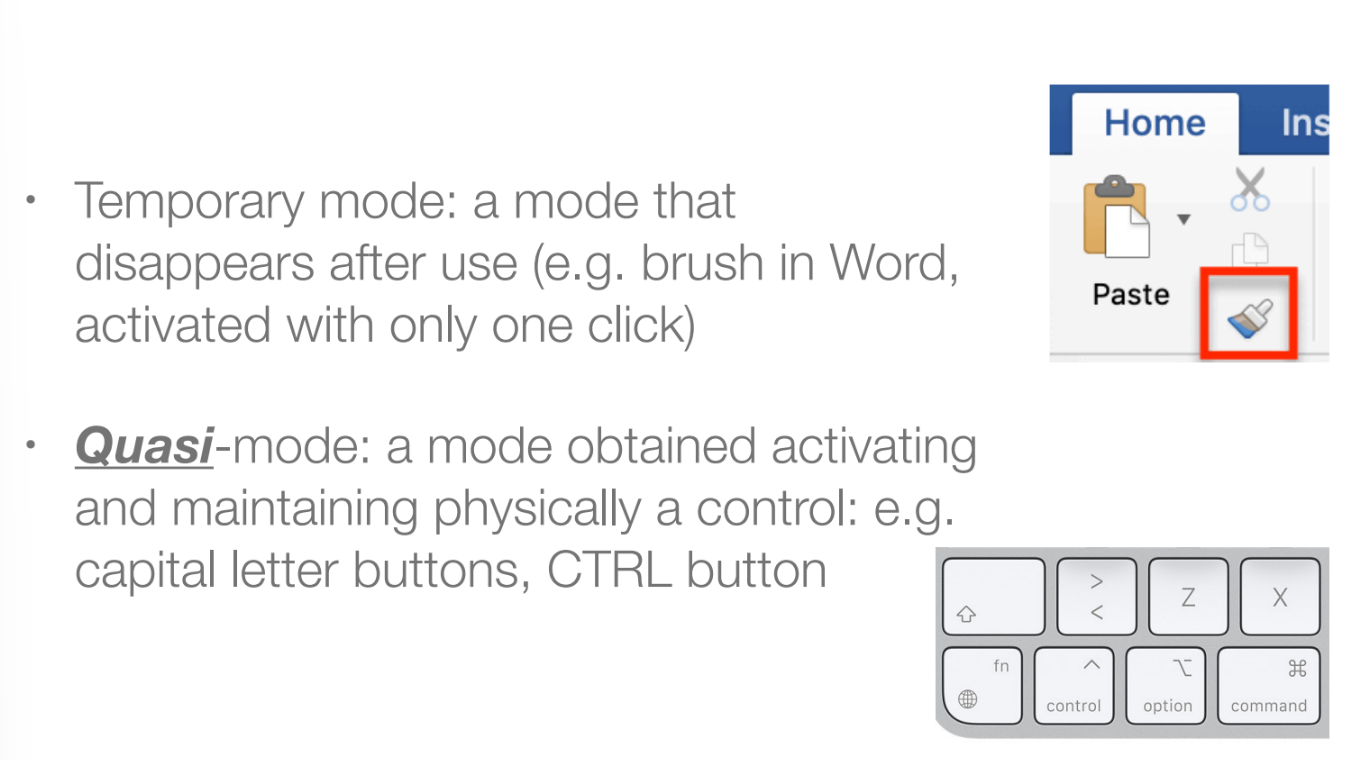 Home Ins
Paste
• Temporary mode: a mode that
disappears after use (e.g. brush in Word,
activated with only one click)
• Quasi-mode: a mode obtained activating
and maintaining physically a control: e.g.
capital letter buttons, CTRL button
> Z X
<
fn
control option command